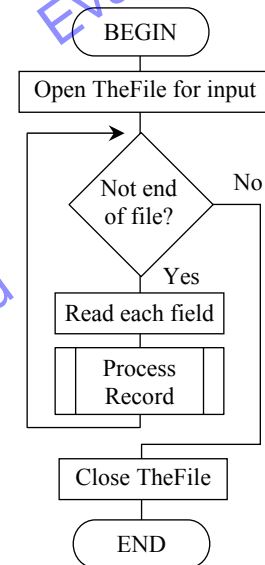 BEGIN
Open TheFile for input
Not end
of file?
No
Yes
Read each field
Process
Record
Close TheFile
END